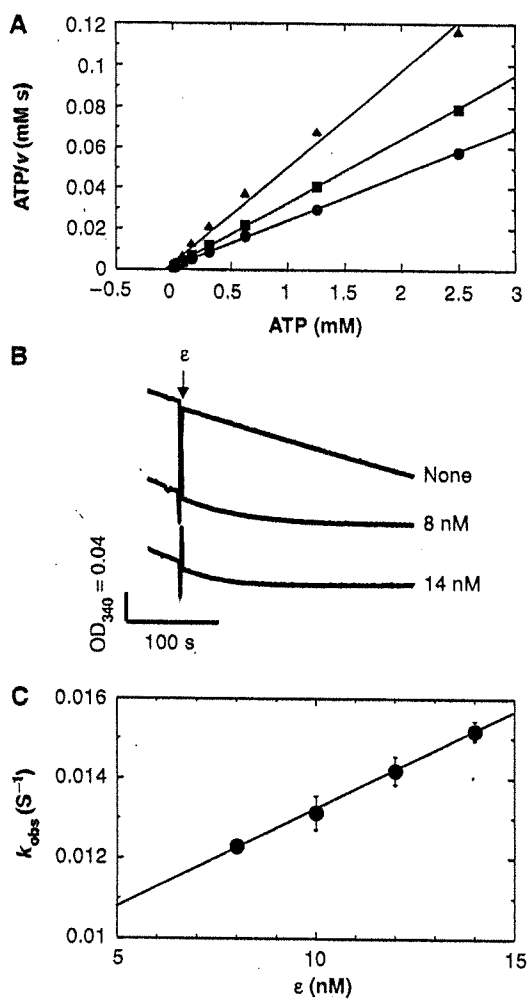 A
0.12
0.1
0.08
0.06
0.04
0.02
0
ATP/v (mM s)
−0.5 0 0.5 1 1.5 2 2.5 3
ATP (mM)
B
ε
None
8 nM
14 nM
OD340 = 0.04
100 s
C
0.016
0.014
0.012
0.01
kobs (S−1)
5 10 15
ε (nM)